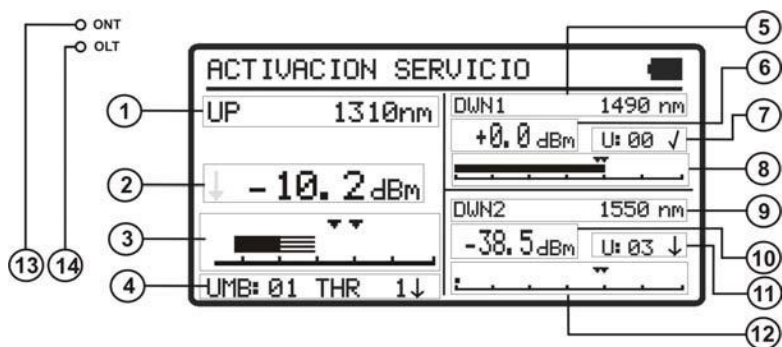 ONT
OLT
ACTIVACION SERVICIO
UP 1310nm
↓ -10.2 dBm
UMB: 01 THR 1↓
DWN1 1490 nm
+0.0 dBm U: 00 √
DWN2 1550 nm
-38.5 dBm U: 03 ↓
1
2
3
4
13
14
5
6
7
8
9
10
11
12